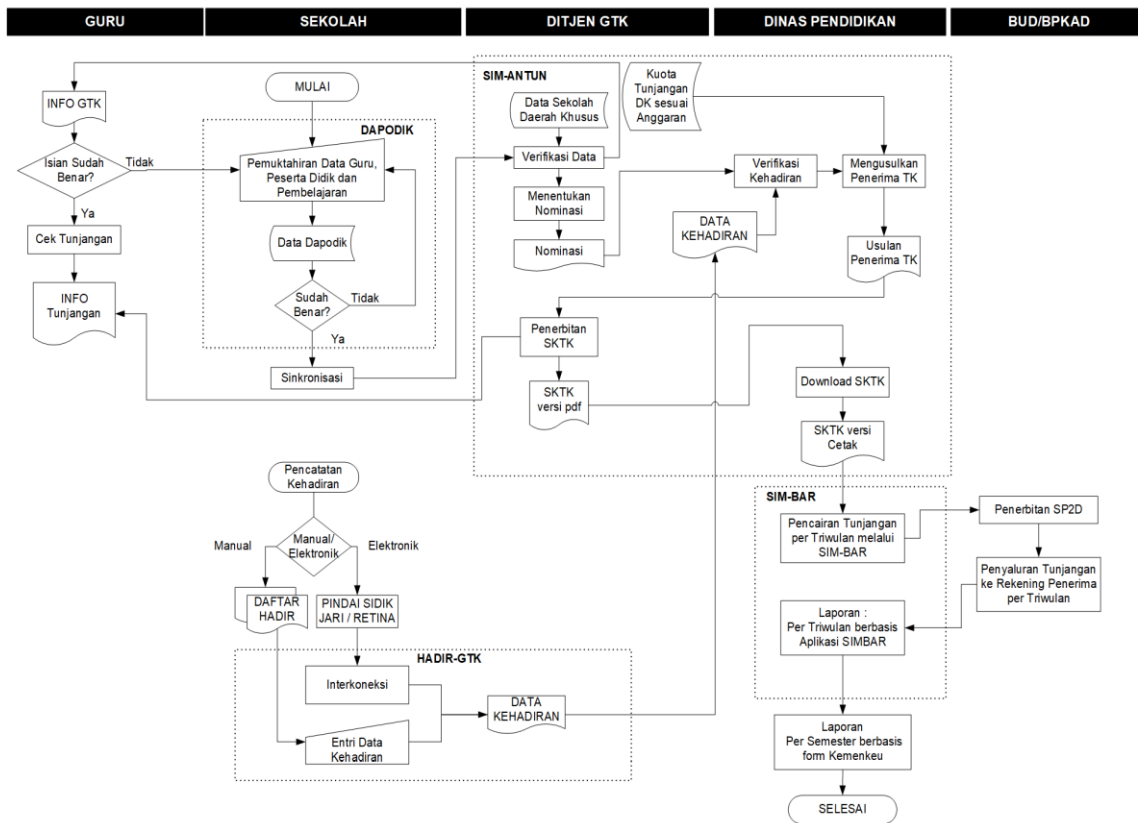 GURU
SEKOLAH
DITJEN GTK
DINAS PENDIDIKAN
BUD/BPKAD
INFO GTK
Isian Sudah
Benar?
Tidak
Ya
Cek Tunjangan
INFO
Tunjangan
MULAI
DAPODIK
Pemuktahiran Data Guru,
Peserta Didik dan
Pembelajaran
Data Dapodik
Sudah
Benar?
Tidak
Ya
Sinkronisasi
SIM-ANTUN
Data Sekolah
Daerah Khusus
Verifikasi Data
Menentukan
Nominasi
Nominasi
Kuota
Tunjangan
DK sesuai
Anggaran
Verifikasi
Kehadiran
Mengusulkan
Penerima TK
DATA
KEHADIRAN
Usulan
Penerima TK
Penerbitan
SKTK
SKTK
versi pdf
Download SKTK
SKTK versi
Cetak
Pencatatan
Kehadiran
Manual/
Elektronik
Manual
Elektronik
DAFTAR
HADIR
PINDAI SIDIK
JARI / RETINA
HADIR-GTK
Interkoneksi
Entri Data
Kehadiran
DATA
KEHADIRAN
SIM-BAR
Pencairan Tunjangan
per Triwulan melalui
SIM-BAR
Penerbitan SP2D
Penyaluran Tunjangan
ke Rekening Penerima
per Triwulan
Laporan :
Per Triwulan berbasis
Aplikasi SIMBAR
Laporan
Per Semester berbasis
form Kemenkeu
SELESAI